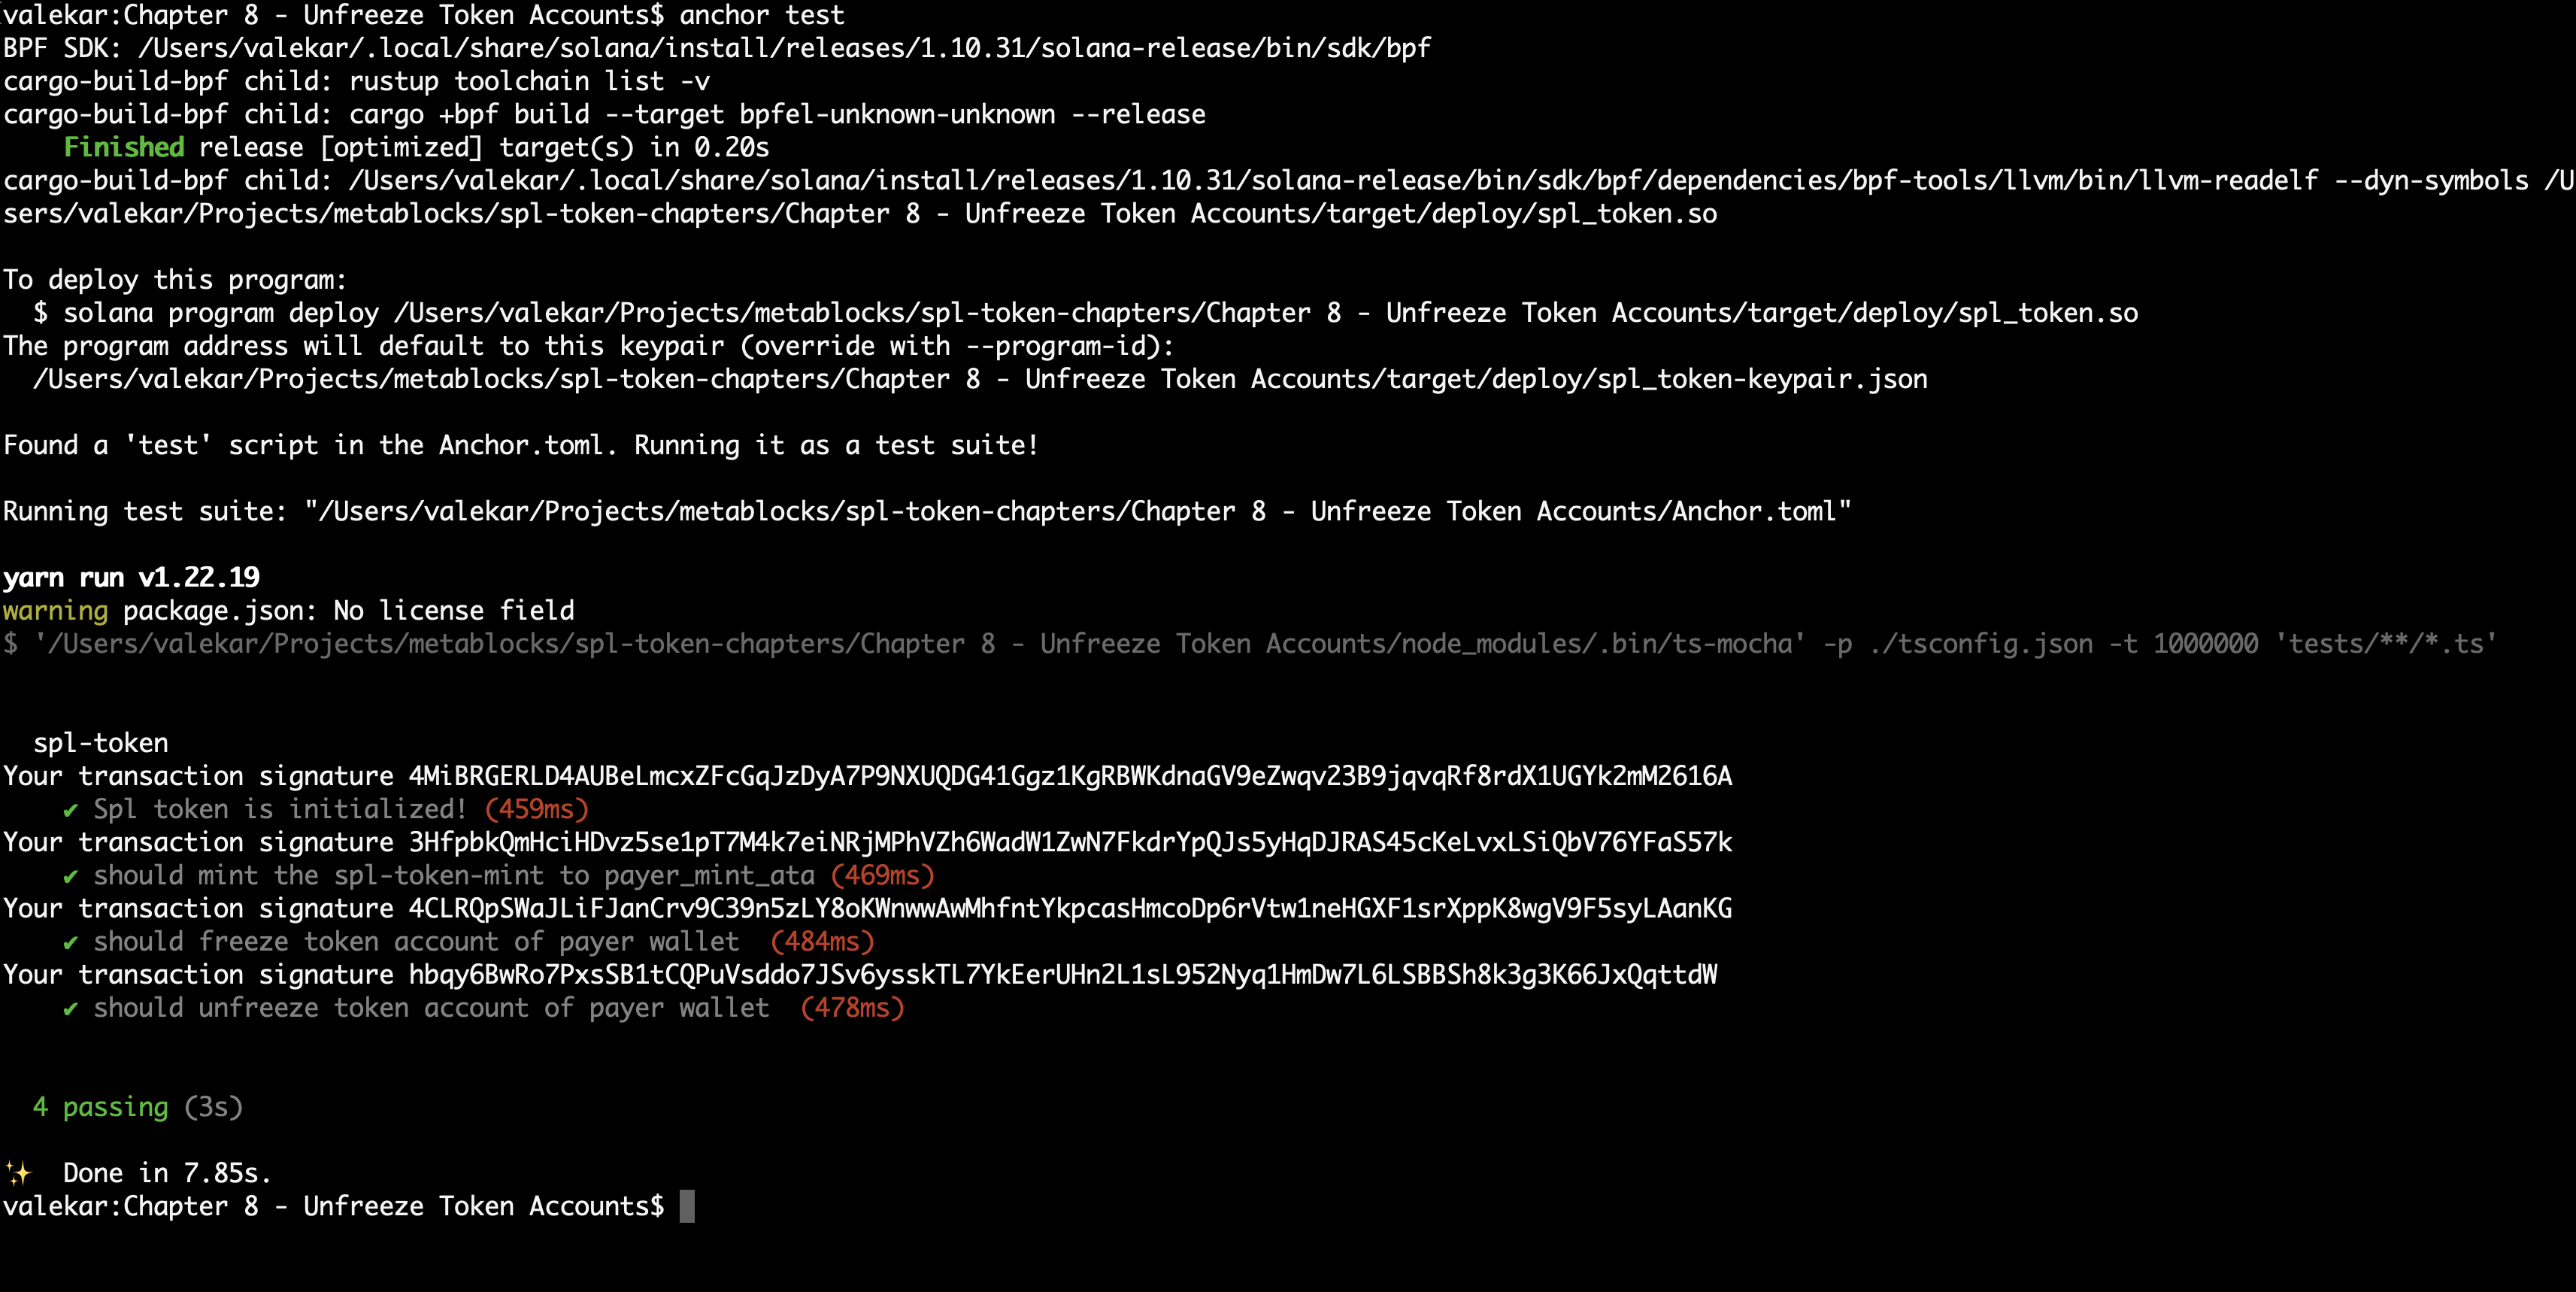 valekar:Chapter 8 - Unfreeze Token Accounts$ anchor test
BPF SDK: /Users/valekar/.local/share/solana/install/releases/1.10.31/solana-release/bin/sdk/bpf
cargo-build-bpf child: rustup toolchain list -v
cargo-build-bpf child: cargo +bpf build --target bpfel-unknown-unknown --release
    Finished release [optimized] target(s) in 0.20s
cargo-build-bpf child: /Users/valekar/.local/share/solana/install/releases/1.10.31/solana-release/bin/sdk/bpf/dependencies/bpf-tools/llvm/bin/llvm-readelf --dyn-symbols /U
sers/valekar/Projects/metablocks/spl-token-chapters/Chapter 8 - Unfreeze Token Accounts/target/deploy/spl_token.so
To deploy this program:
  $ solana program deploy /Users/valekar/Projects/metablocks/spl-token-chapters/Chapter 8 - Unfreeze Token Accounts/target/deploy/spl_token.so
The program address will default to this keypair (override with --program-id):
  /Users/valekar/Projects/metablocks/spl-token-chapters/Chapter 8 - Unfreeze Token Accounts/target/deploy/spl_token-keypair.json
Found a 'test' script in the Anchor.toml. Running it as a test suite!
Running test suite: "/Users/valekar/Projects/metablocks/spl-token-chapters/Chapter 8 - Unfreeze Token Accounts/Anchor.toml"
yarn run v1.22.19
warning package.json: No license field
$ '/Users/valekar/Projects/metablocks/spl-token-chapters/Chapter 8 - Unfreeze Token Accounts/node_modules/.bin/ts-mocha' -p ./tsconfig.json -t 1000000 'tests/**/*.ts'
  spl-token
Your transaction signature 4MiBRGERLD4AUBeLmcxZFcGqJzDyA7P9NXUQDG41Ggz1KgRBWKdnaGV9eZwqv23B9jqvqRf8rdX1UGYk2mM2616A
    ✔ Spl token is initialized! (459ms)
Your transaction signature 3HfpbkQmHciHDvz5se1pT7M4k7eiNRjMPhVZh6WadW1ZwN7FkdrYpQJs5yHqDJRAS45cKeLvxLSiQbV76YFaS57k
    ✔ should mint the spl-token-mint to payer_mint_ata (469ms)
Your transaction signature 4CLRQpSWaJLiFJanCrv9C39n5zLY8oKWnwwAwMhfntYkpcasHmcoDp6rVtw1neHGXF1srXppK8wgV9F5syLAanKG
    ✔ should freeze token account of payer wallet  (484ms)
Your transaction signature hbqy6BwRo7PxsSB1tCQPuVsddo7JSv6ysskTL7YkEerUHn2L1sL952Nyq1HmDw7L6LSBBSh8k3g3K66JxQqttdW
    ✔ should unfreeze token account of payer wallet  (478ms)
  4 passing (3s)
✨  Done in 7.85s.
valekar:Chapter 8 - Unfreeze Token Accounts$